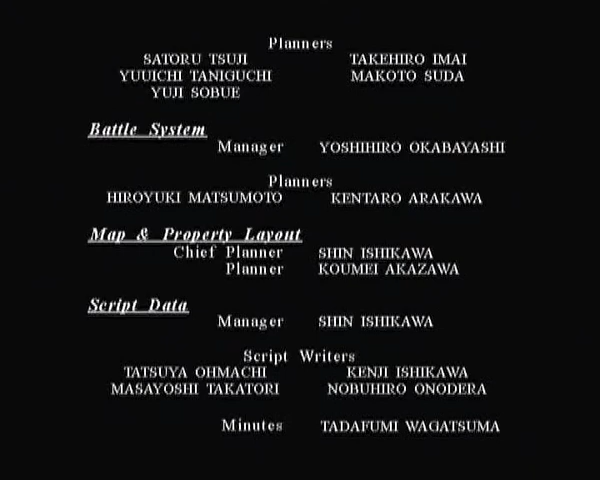 Planners
SATORU TSUJI TAKEHIRO IMAI
YUUICHI TANIGUCHI MAKOTO SUDA
YUJI SOBUE
Battle System
Manager YOSHIHIRO OKABAYASHI
Planners
HIROYUKI MATSUMOTO KENTARO ARAKAWA
Map & Property Layout
Chief Planner SHIN ISHIKAWA
Planner KOUMEI AKAZAWA
Script Data
Manager SHIN ISHIKAWA
Script Writers
TATSUYA OHMACHI KENJI ISHIKAWA
MASAYOSHI TAKATORI NOBUHIRO ONODERA
Minutes TADAFUMI WAGATSUMA